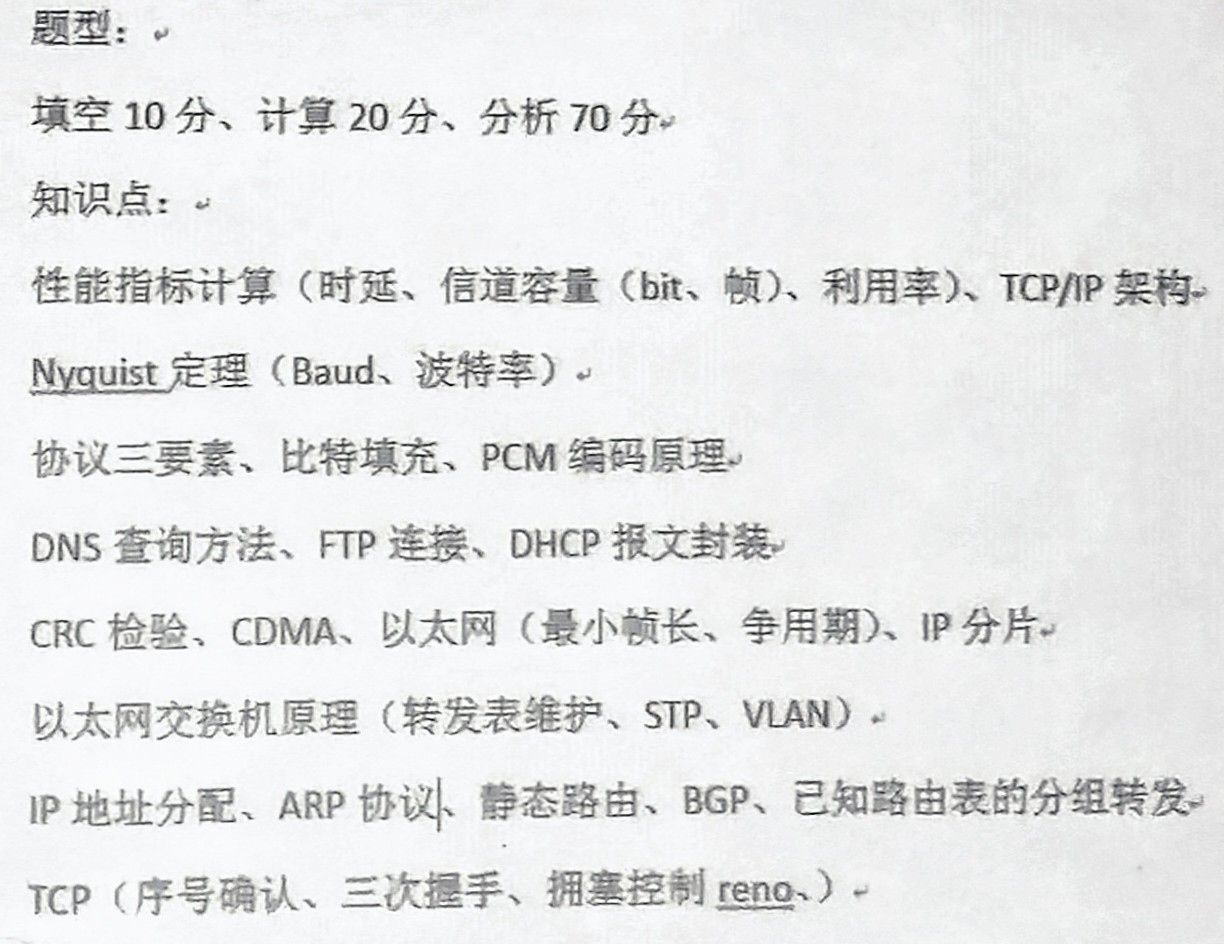 题型：
填空 10 分、计算 20 分、分析 70 分
知识点：
性能指标计算（时延、信道容量（bit、帧）、利用率）、TCP/IP 架构
Nyquist 定理（Baud、波特率）
协议三要素、比特填充、PCM 编码原理
DNS 查询方法、FTP 连接、DHCP 报文封装
CRC 检验、CDMA、以太网（最小帧长、争用期）、IP 分片
以太网交换机原理（转发表维护、STP、VLAN）
IP 地址分配、ARP 协议、静态路由、BGP、已知路由表的分组转发
TCP（序号确认、三次握手、拥塞控制 reno、）